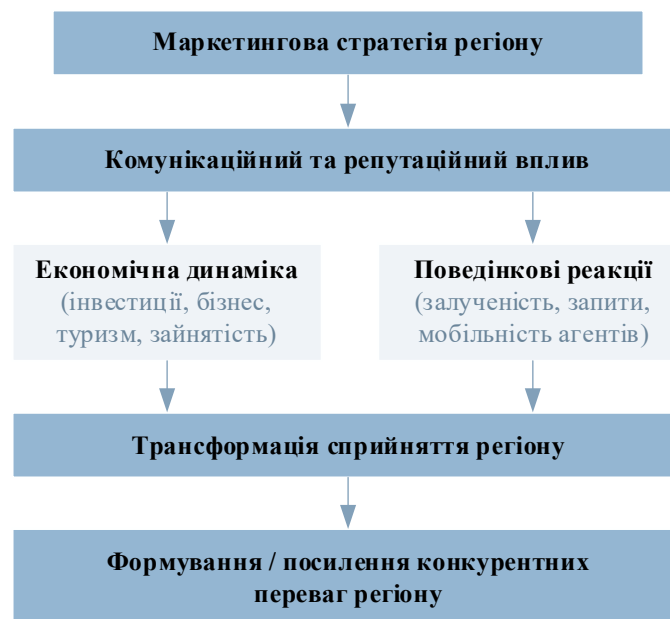 Маркетингова стратегія регіону
Комунікаційний та репутаційний вплив
Економічна динаміка
(інвестиції, бізнес,
туризм, зайнятість)
Поведінкові реакції
(залученість, запити,
мобільність агентів)
Трансформація сприйняття регіону
Формування / посилення конкурентних
переваг регіону